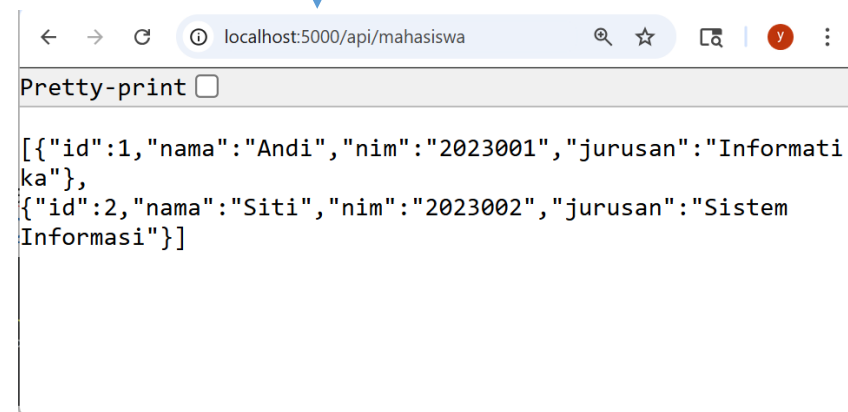 localhost:5000/api/mahasiswa
y
Pretty-print
[{"id":1,"nama":"Andi","nim":"2023001","jurusan":"Informati
ka"},
{"id":2,"nama":"Siti","nim":"2023002","jurusan":"Sistem
Informasi"}]